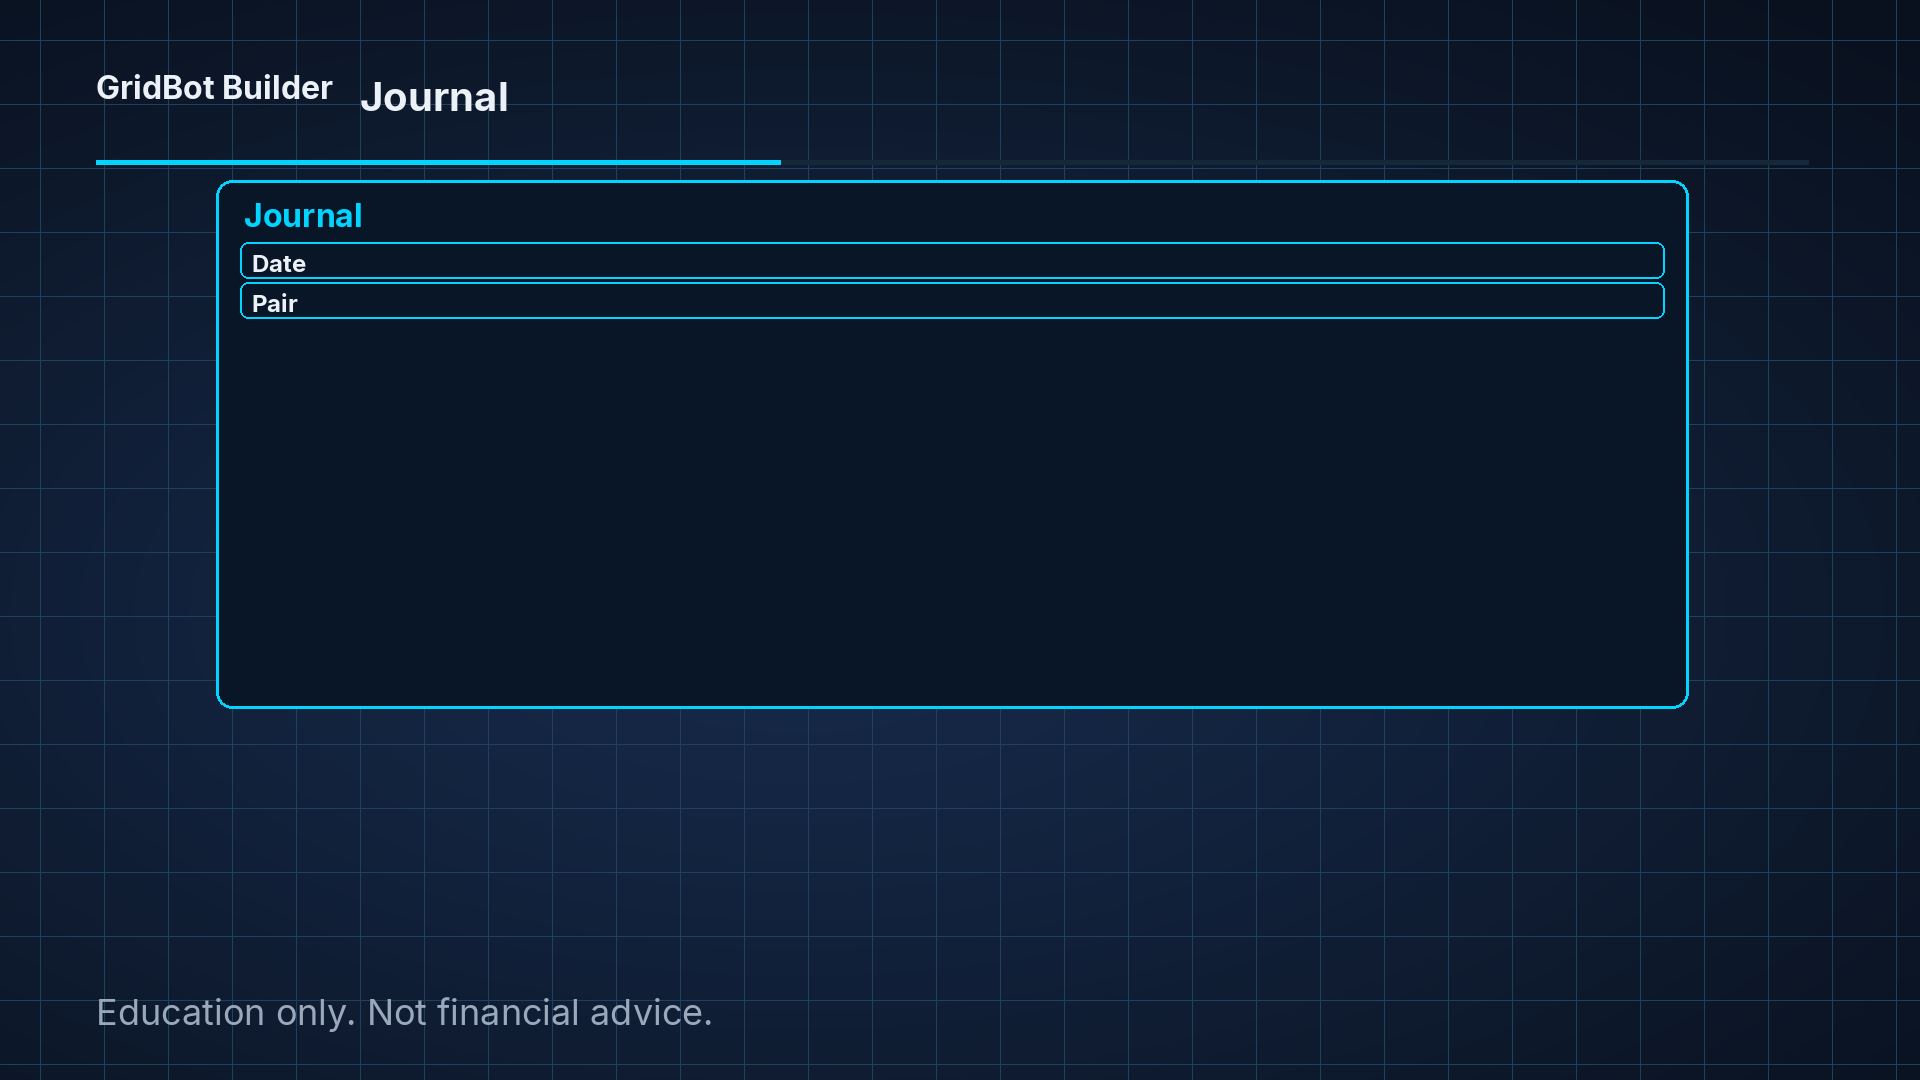 GridBot Builder
Journal
Journal
Date
Pair
Education only. Not financial advice.